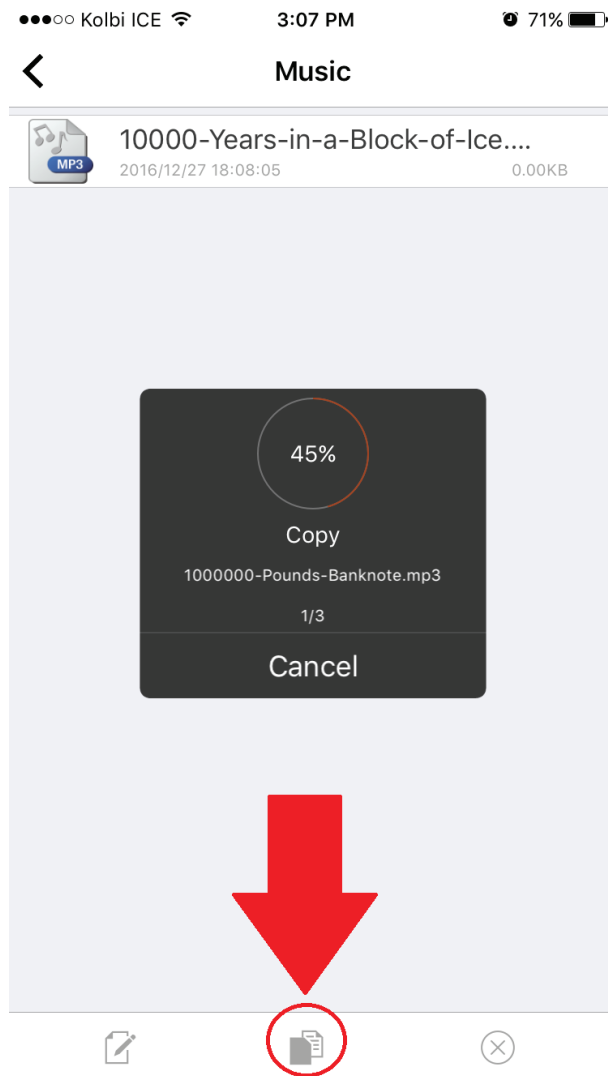 Kolbi ICE 3:07 PM 71%
Music
10000-Years-in-a-Block-of-Ice....
MP3
2016/12/27 18:08:05 0.00KB
45%
Copy
1000000-Pounds-Banknote.mp3
1/3
Cancel